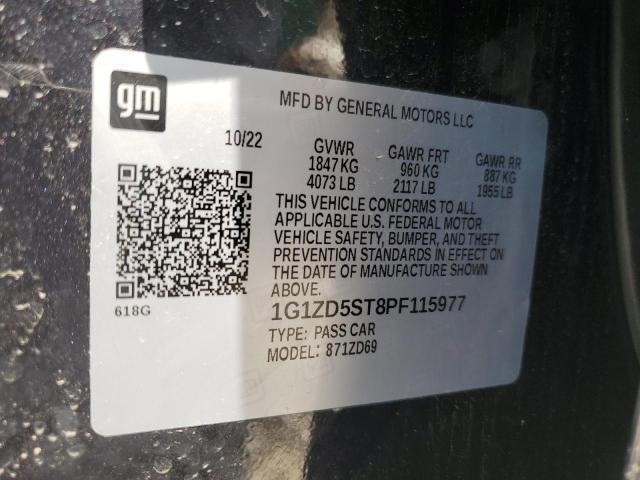 gm
MFD BY GENERAL MOTORS LLC
10/22 GVWR GAWR FRT GAWR RR
1847 KG 960 KG 887 KG
4073 LB 2117 LB 1955 LB
THIS VEHICLE CONFORMS TO ALL
APPLICABLE U.S. FEDERAL MOTOR
VEHICLE SAFETY, BUMPER, AND THEFT
PREVENTION STANDARDS IN EFFECT ON
THE DATE OF MANUFACTURE SHOWN
ABOVE.
618G
1G1ZD5ST8PF115977
TYPE: PASS CAR
MODEL: 871ZD69